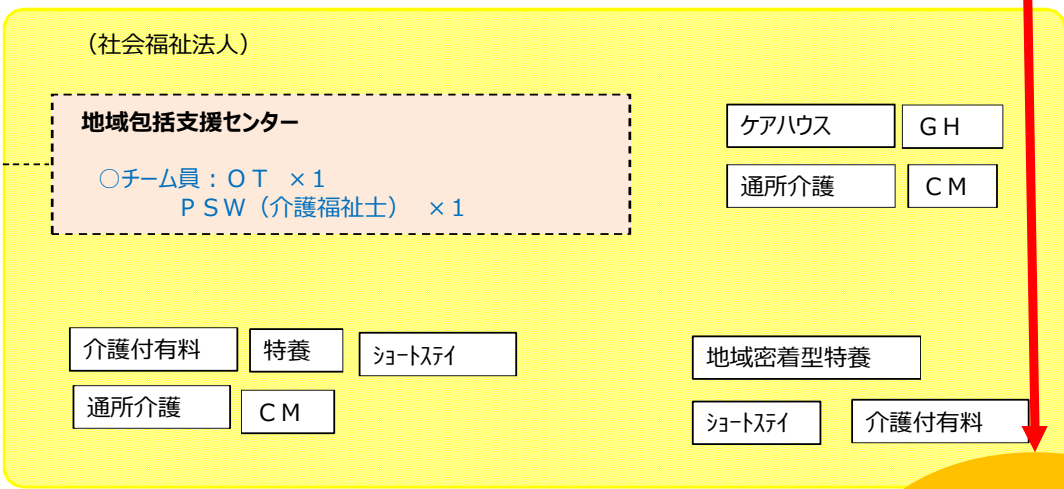 （社会福祉法人）
地域包括支援センター
○チーム員：ＯＴ ×１
ＰＳＷ（介護福祉士） ×１
ケアハウス
ＧＨ
通所介護
ＣＭ
介護付有料
特養
ｼｮｰﾄｽﾃｲ
通所介護
ＣＭ
地域密着型特養
ｼｮｰﾄｽﾃｲ
介護付有料